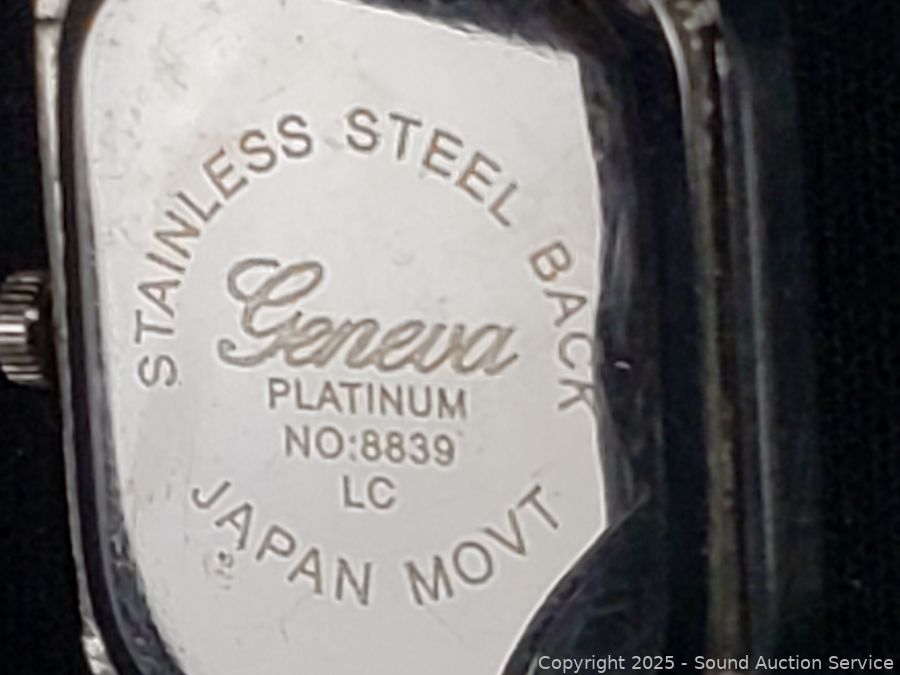 STAINLESS STEEL BACK
Geneva
PLATINUM
NO:8839
LC
JAPAN MOVT
Copyright 2025 - Sound Auction Service